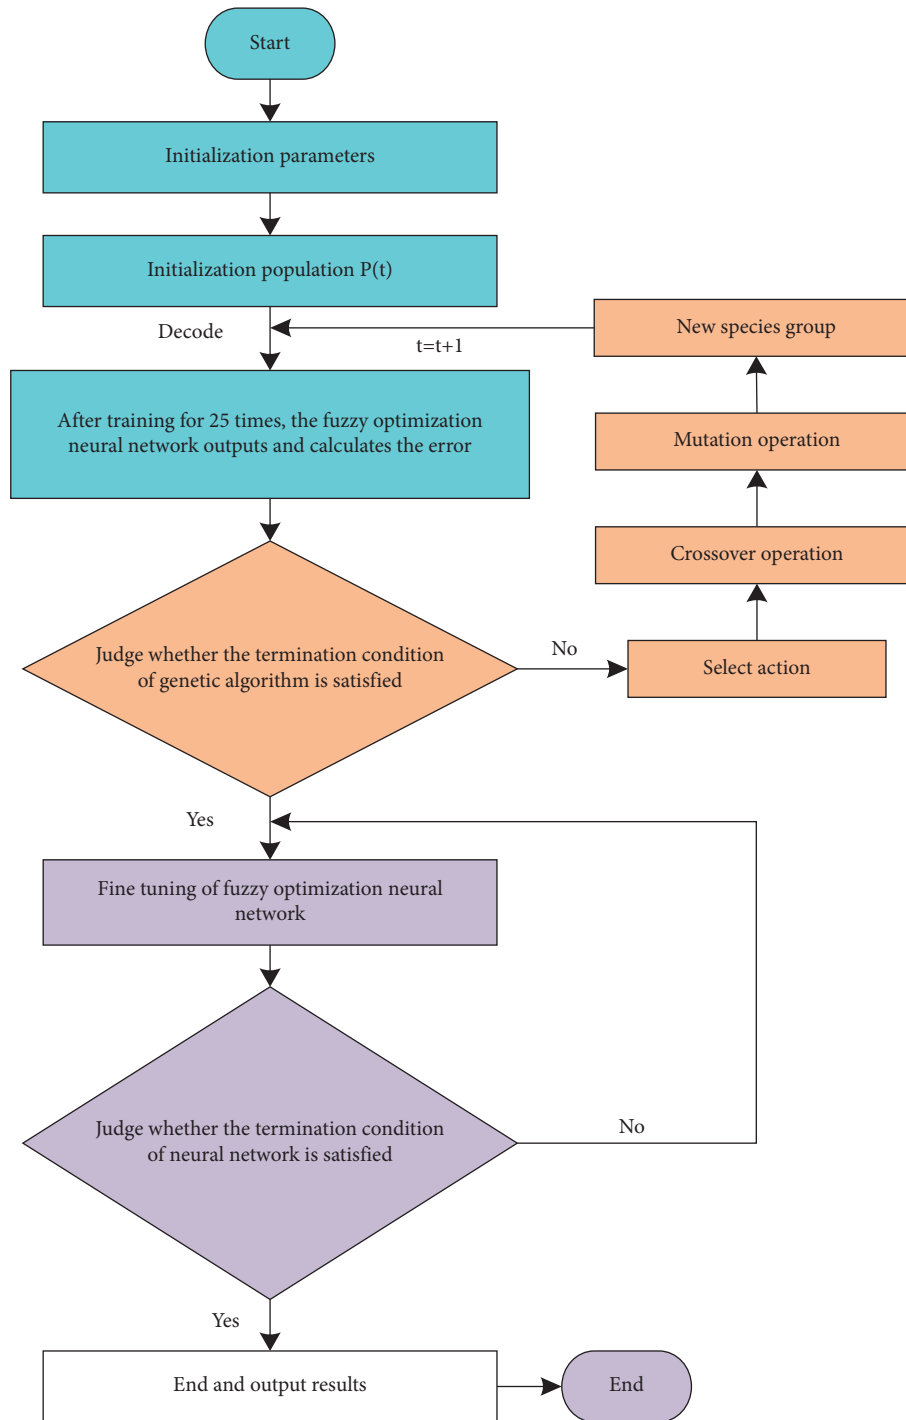 Start
Initialization parameters
Initialization population P(t)
Decode
t=t+1
New species group
After training for 25 times, the fuzzy optimization
neural network outputs and calculates the error
Mutation operation
Crossover operation
Judge whether the termination condition
of genetic algorithm is satisfied
No
Select action
Yes
Fine tuning of fuzzy optimization neural
network
Judge whether the termination condition
of neural network is satisfied
No
Yes
End and output results
End